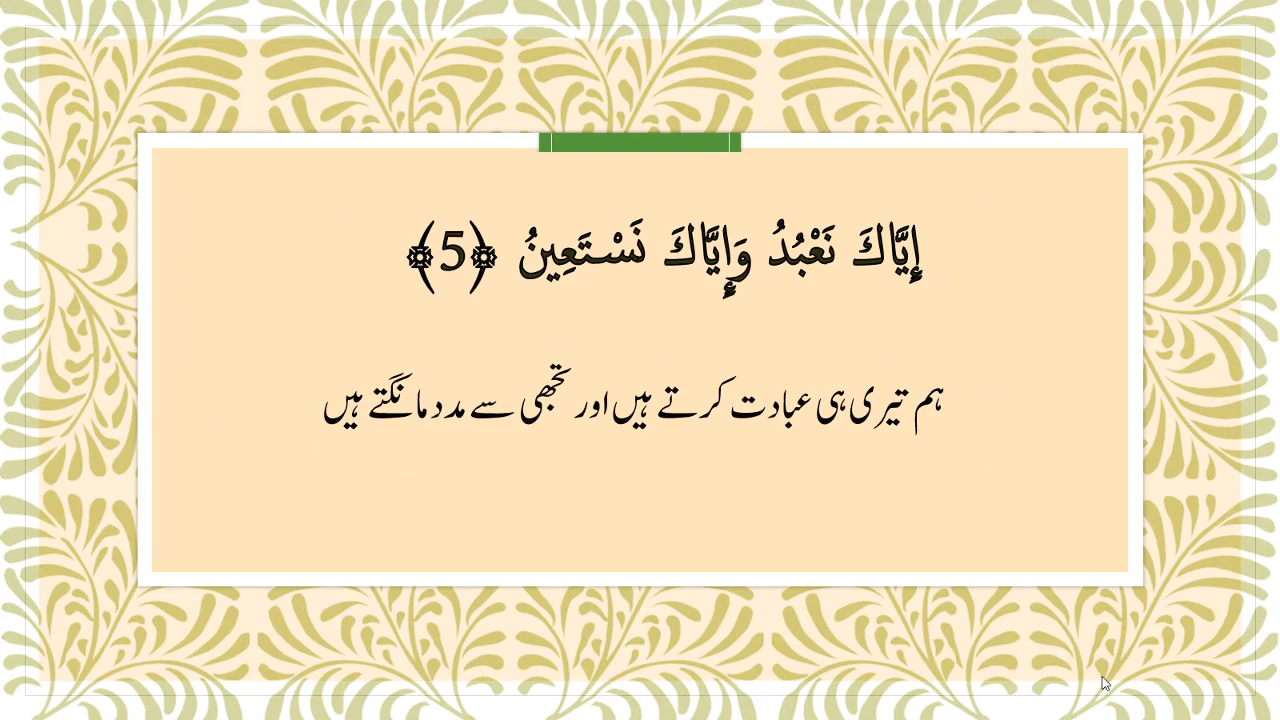 إِيَّاكَ نَعْبُدُ وَإِيَّاكَ نَسْتَعِينُ ﴿5﴾
ہم تیری ہی عبادت کرتے ہیں اور تجھی سے مدد مانگتے ہیں